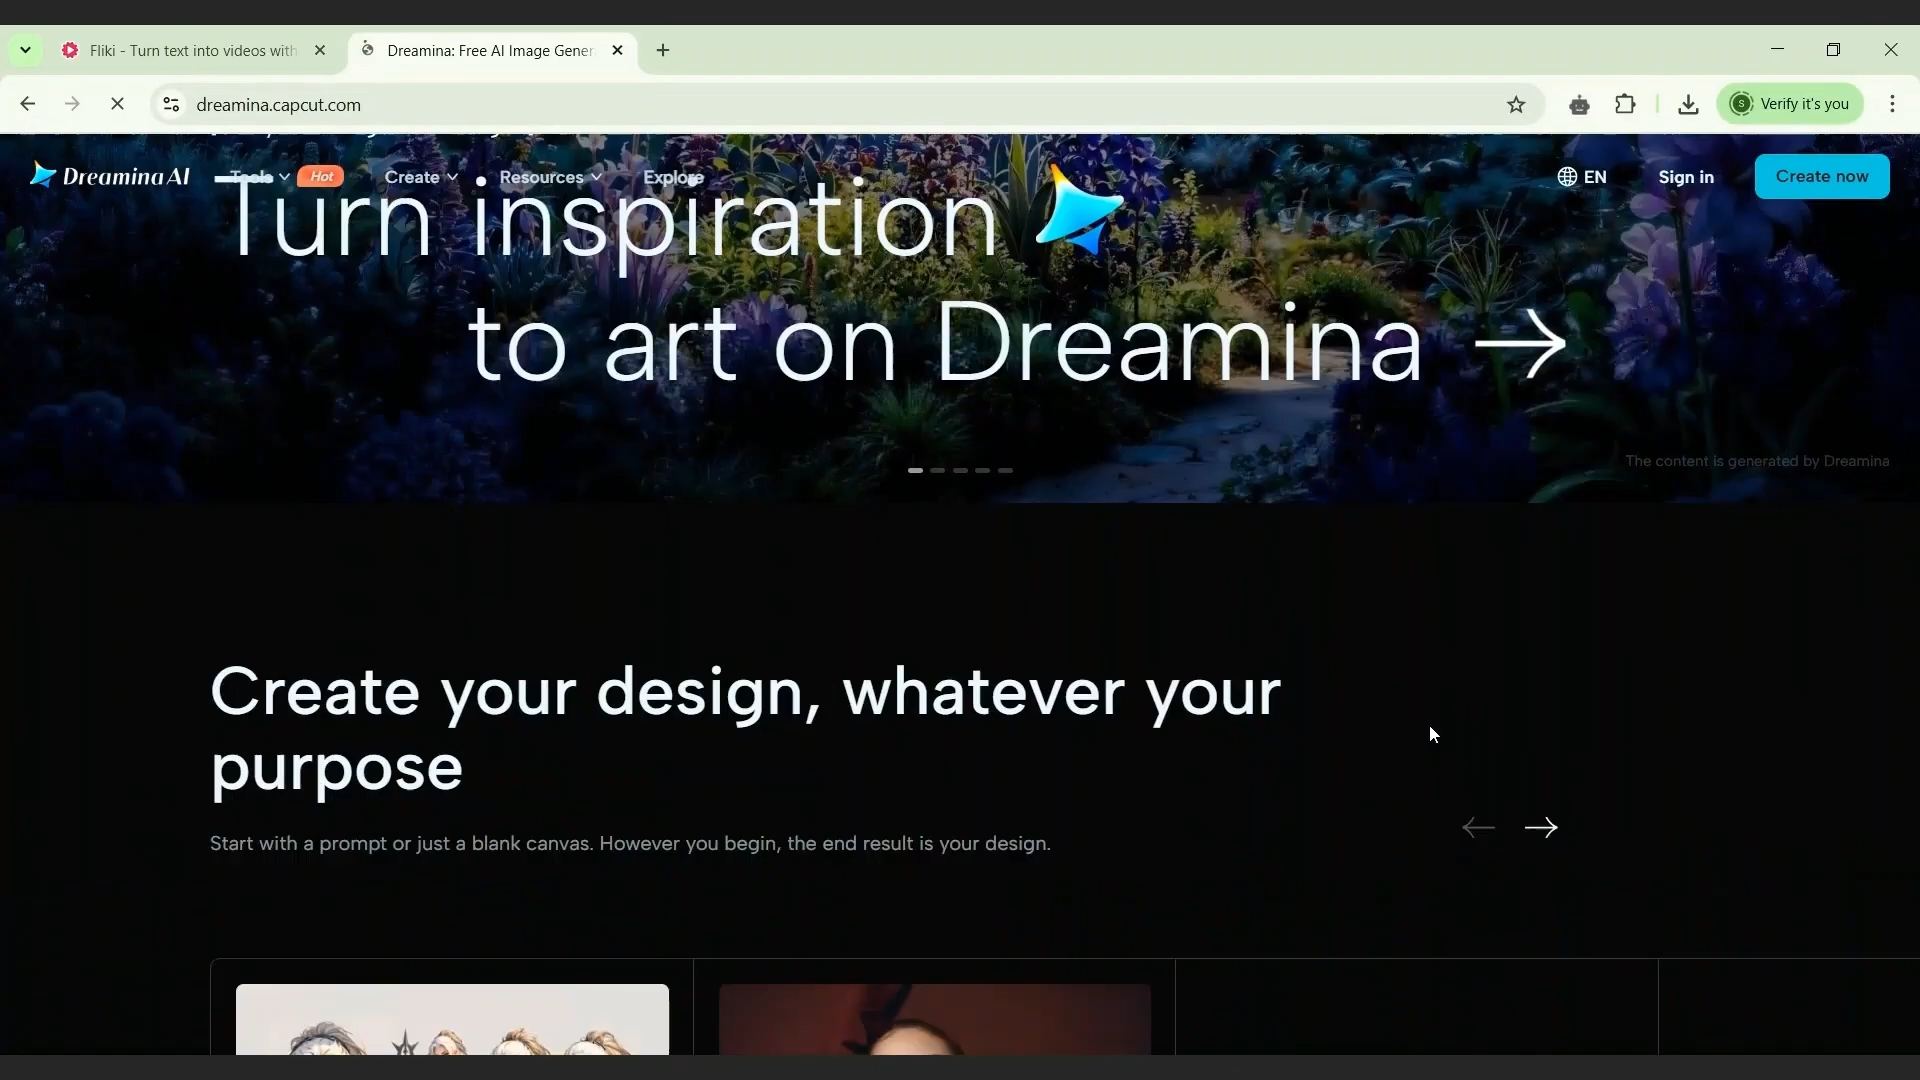 Fliki - Turn text into videos with
Dreamina: Free AI Image Gener
dreamina.capcut.com
Verify it's you
Dreamina AI
Tools
Hot
Create
Resources
Explore
EN
Sign in
Create now
Turn inspiration
to art on Dreamina
The content is generated by Dreamina
Create your design, whatever your
purpose
Start with a prompt or just a blank canvas. However you begin, the end result is your design.